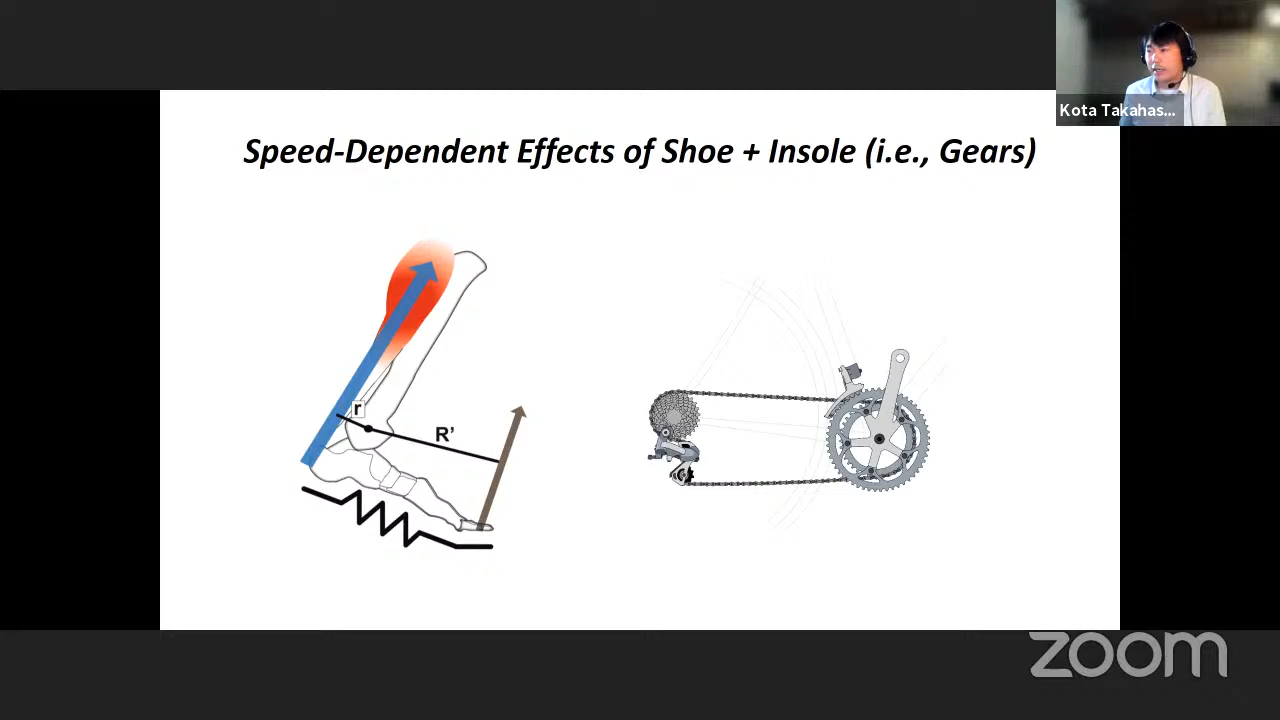 Kota Takahas...
Speed-Dependent Effects of Shoe + Insole (i.e., Gears)
r
R’
zoom